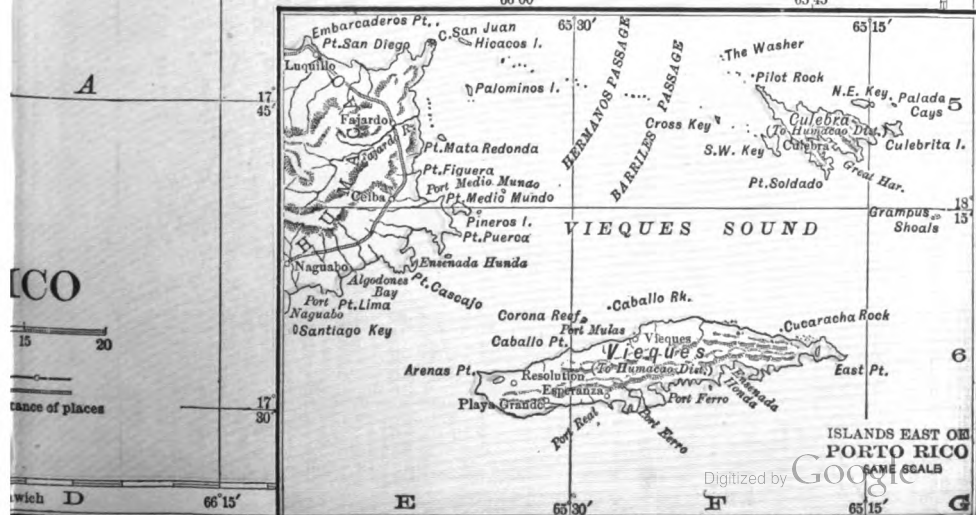 66°00'
65°45'
65°30'
65°15'
Embarcaderos Pt.
C. San Juan
Pt. San Diego
Hicacos I.
The Washer
Luquillo
Pilot Rock
A
17
45'
Palominos I.
HERMANOS PASSAGE
BARRILES PASSAGE
N.E. Key
Palada
Cays
5
Fajardo
Culebra
Cross Key
(To Humacao Dist.)
Fajardo R.
Culebra
Culebrita I.
Pt. Mata Redonda
S.W. Key
Great Har.
Pt. Figuera
Port Medio Mundo
Pt. Soldado
Ceiba
Pt. Medio Mundo
18
15'
Pineros I.
VIEQUES SOUND
Grampus
Shoals
HUMACAO
Pt. Puerca
Naguabo
Ensenada Hunda
ICO
Algodones
Bay
Pt. Cascajo
Port
Naguabo
Pt. Lima
Caballo Rk.
Corona Reef
Cucaracha Rock
Santiago Key
Port Mulas
15
20
Caballo Pt.
Vieques
Vieques
6
Arenas Pt.
(To Humacao Dist.)
East Pt.
Resolution
Ensenada
Honda
Esperanza
Port Ferro
tance of places
Playa Grande
17
30'
Port Real
Port Ferro
ISLANDS EAST OF
PORTO RICO
SAME SCALE
Digitized by Google
wich
D
66°15'
E
65°30'
F
65°15'
G